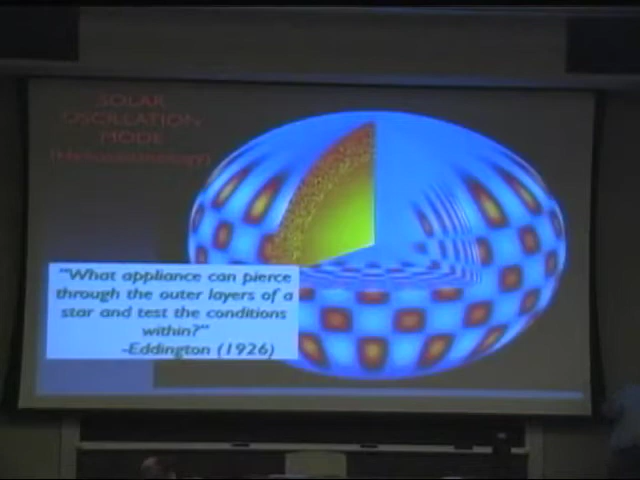 SOLAR
OSCILLATION
MODE
(Helioseismology)
"What appliance can pierce
through the outer layers of a
star and test the conditions
within?"
-Eddington (1926)